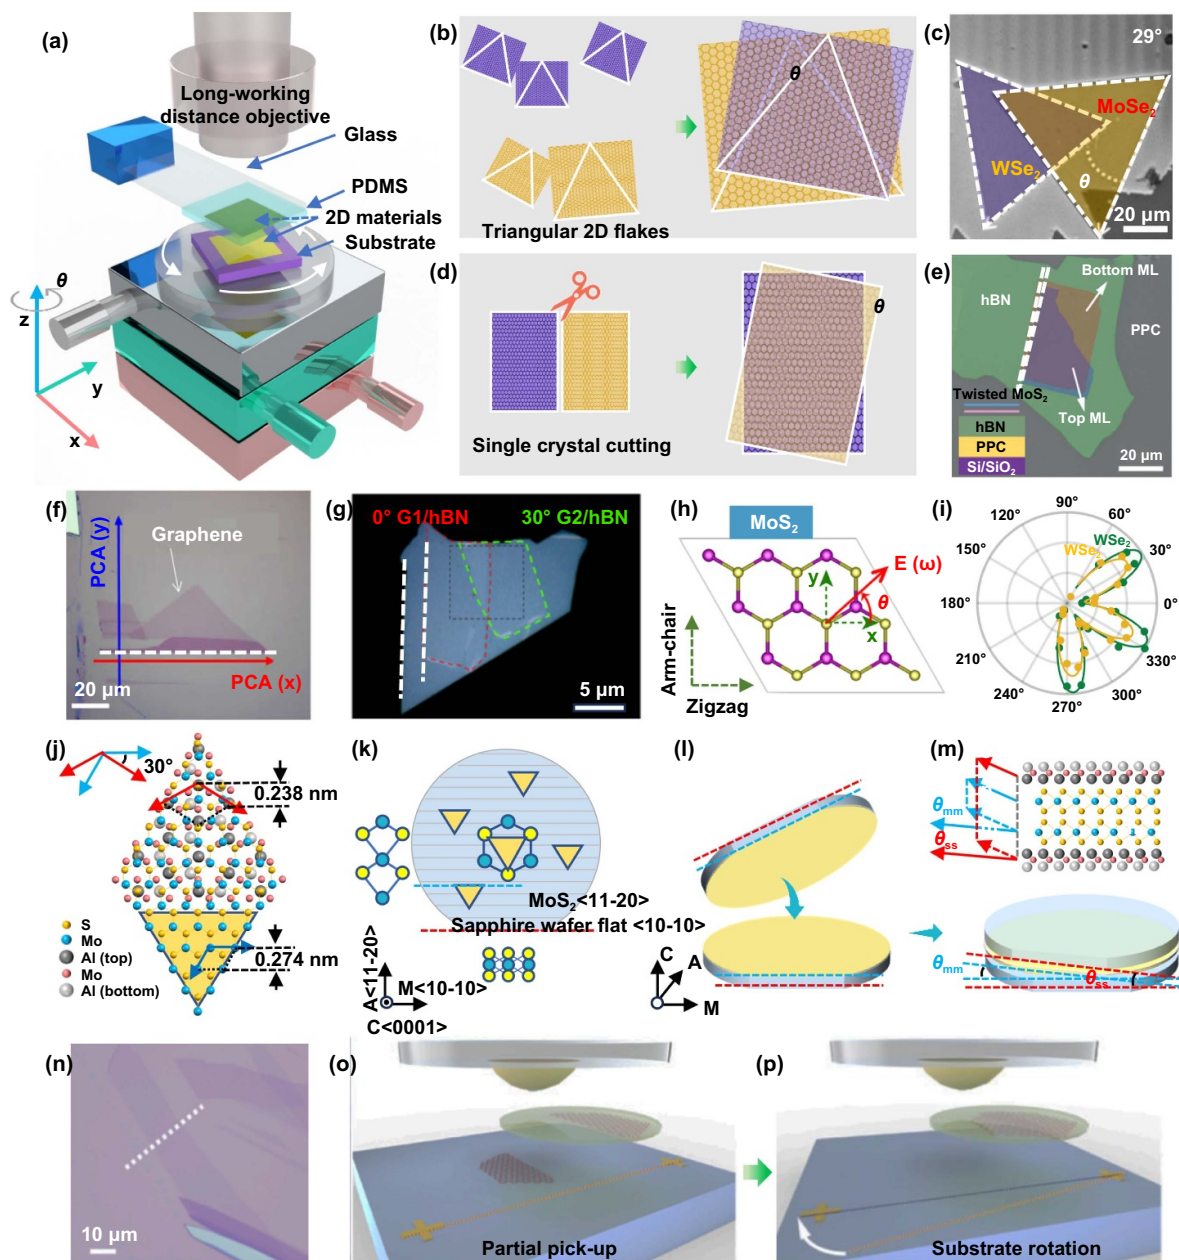 (a)
Long-working
distance objective
Glass
PDMS
2D materials
Substrate
θ
z
y
x
(b)
θ
Triangular 2D flakes
(c)
29°
MoSe₂
WSe₂
θ
20 µm
(d)
θ
Single crystal cutting
(e)
Bottom ML
hBN
PPC
Twisted MoS₂
Top ML
hBN
PPC
Si/SiO₂
20 µm
(f)
PCA (y)
Graphene
PCA (x)
20 µm
(g)
0° G1/hBN
30° G2/hBN
5 µm
(h)
MoS₂
E (ω)
y
θ
x
Arm-chair
Zigzag
(i)
90°
120°
60°
WSe₂
WSe₂
150°
30°
180°
0°
210°
330°
240°
300°
270°
(j)
30°
0.238 nm
S
Mo
Al (top)
Mo
Al (bottom)
0.274 nm
(k)
MoS₂<11-20>
Sapphire wafer flat <10-10>
A<11-20>
M<10-10>
C<0001>
(l)
C
A
M
(m)
θmm
θss
θmm
θss
(n)
10 µm
(o)
Partial pick-up
(p)
Substrate rotation